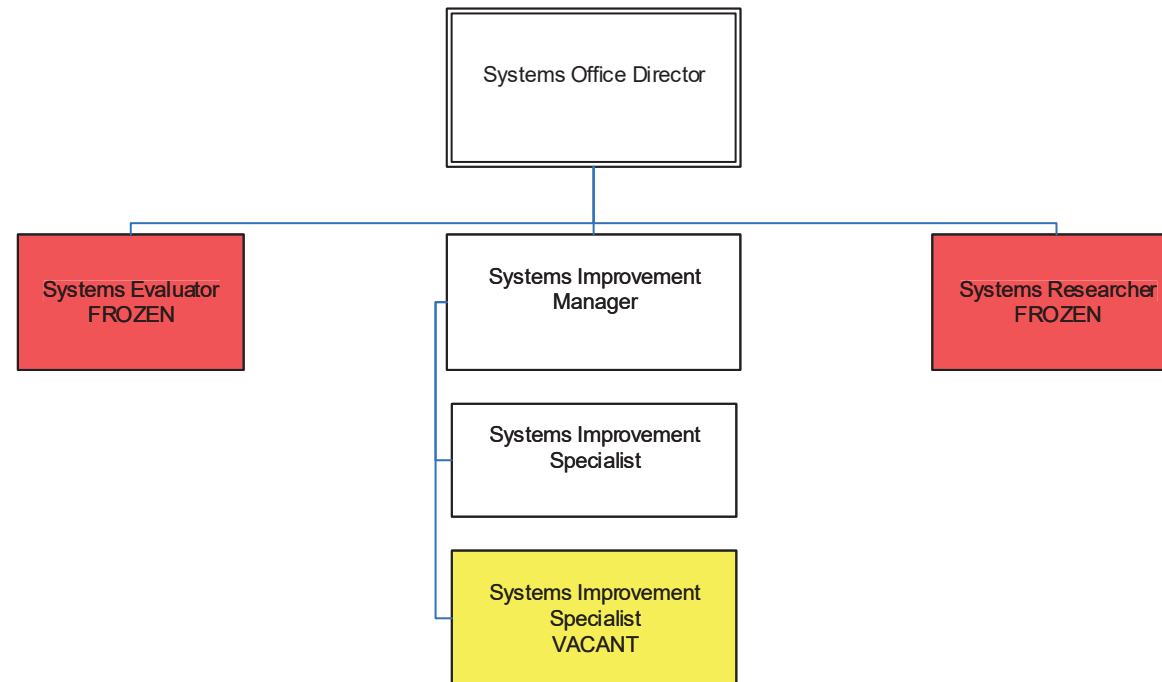 Systems Office Director
Systems Evaluator
FROZEN
Systems Improvement
Manager
Systems Researcher
FROZEN
Systems Improvement
Specialist
Systems Improvement
Specialist
VACANT